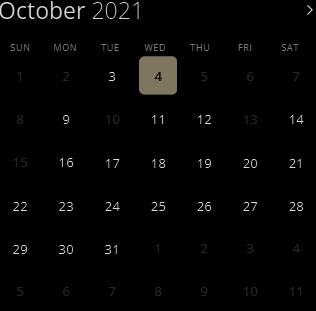 October 2021
SUN MON TUE WED THU FRI SAT
1 2 3 4 5 6 7
8 9 10 11 12 13 14
15 16 17 18 19 20 21
22 23 24 25 26 27 28
29 30 31 1 2 3 4
5 6 7 8 9 10 11